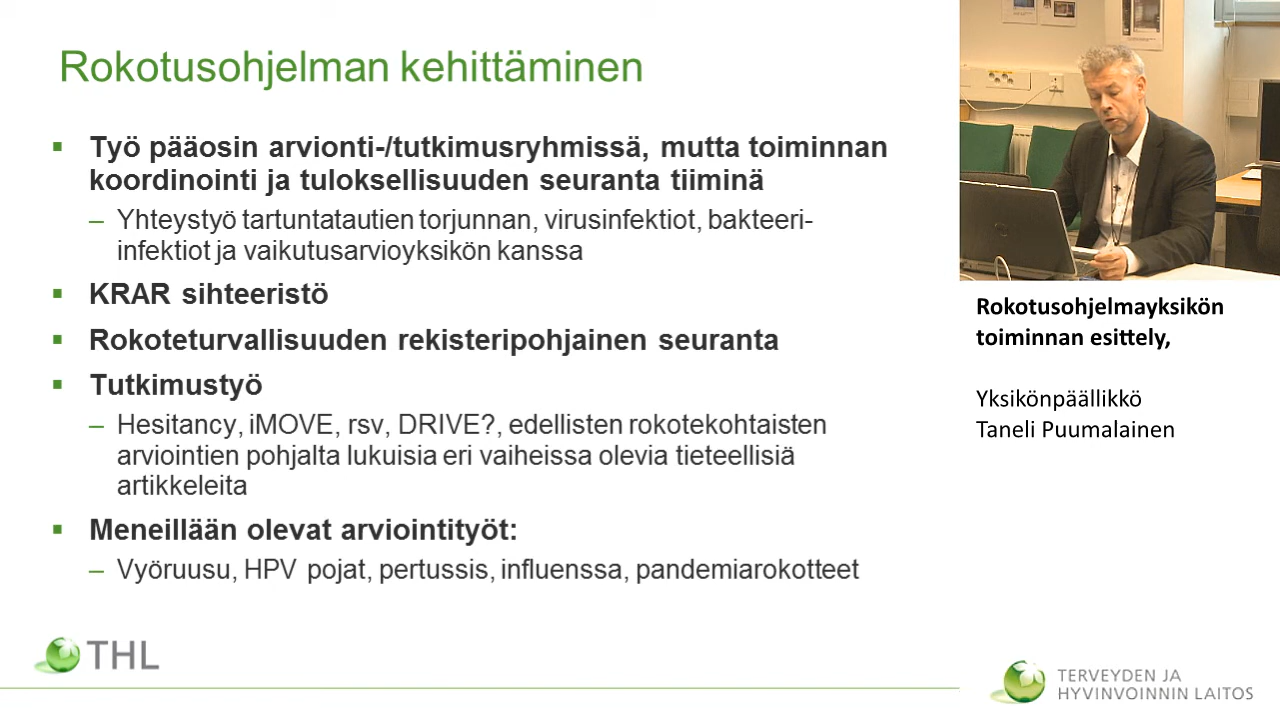 Rokotusohjelman kehittäminen
Työ pääosin arvionti-/tutkimusryhmissä, mutta toiminnan
koordinointi ja tuloksellisuuden seuranta tiiminä
– Yhteystyö tartuntatautien torjunnan, virusinfektiot, bakteeri-
infektiot ja vaikutusarvioyksikön kanssa
KRAR sihteeristö
Rokoteturvallisuuden rekisteripohjainen seuranta
Tutkimustyö
– Hesitancy, iMOVE, rsv, DRIVE?, edellisten rokotekohtaisten
arviointien pohjalta lukuisia eri vaiheissa olevia tieteellisiä
artikkeleita
Meneillään olevat arviointityöt:
– Vyöruusu, HPV pojat, pertussis, influenssa, pandemiarokotteet
THL
Rokotusohjelmayksikön
toiminnan esittely,
Yksikönpäällikkö
Taneli Puumalainen
TERVEYDEN JA
HYVINVOINNIN LAITOS